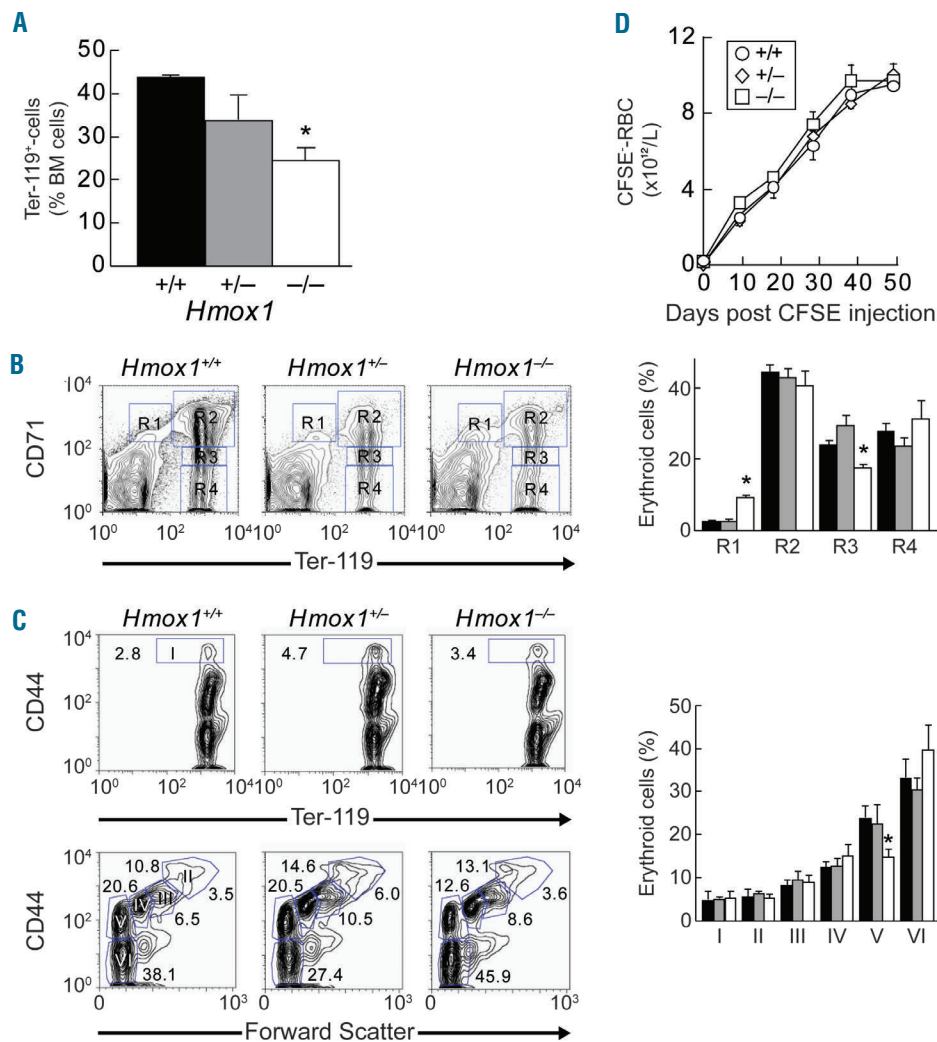 A
Ter-119⁺-cells
(% BM cells)
50
40
30
20
10
0
*
+/+
+/–
–/–
Hmox1
D
CFSE⁻-RBC
(x10¹²/L)
12
8
4
0
+/+
+/–
–/–
0 10 20 30 40 50
Days post CFSE injection
B
Hmox1⁺/⁺ Hmox1⁺/⁻ Hmox1⁻/⁻
CD71
10⁴
10²
10⁰
R1 R2 R3 R4
R1 R2 R3 R4
R1 R2 R3 R4
10⁰ 10² 10⁴ 10⁰ 10² 10⁴ 10⁰ 10² 10⁴
Ter-119
Erythroid cells (%)
40
20
0
* *
R1 R2 R3 R4
C
Hmox1⁺/⁺ Hmox1⁺/⁻ Hmox1⁻/⁻
CD44
10⁴
10²
10⁰
2.8 I 4.7 3.4
10⁰ 10² 10⁴ 10⁰ 10² 10⁴ 10⁰ 10² 10⁴
Ter-119
CD44
10⁴
10²
10⁰
10.8 II
20.6 IV III 3.5
V 6.5
VI
38.1
14.6
20.5 6.0
10.5
27.4
13.1
12.6 3.6
8.6
45.9
0 10³ 0 10³ 0 10³
Forward Scatter
Erythroid cells (%)
50
40
30
20
10
0
*
I II III IV V VI